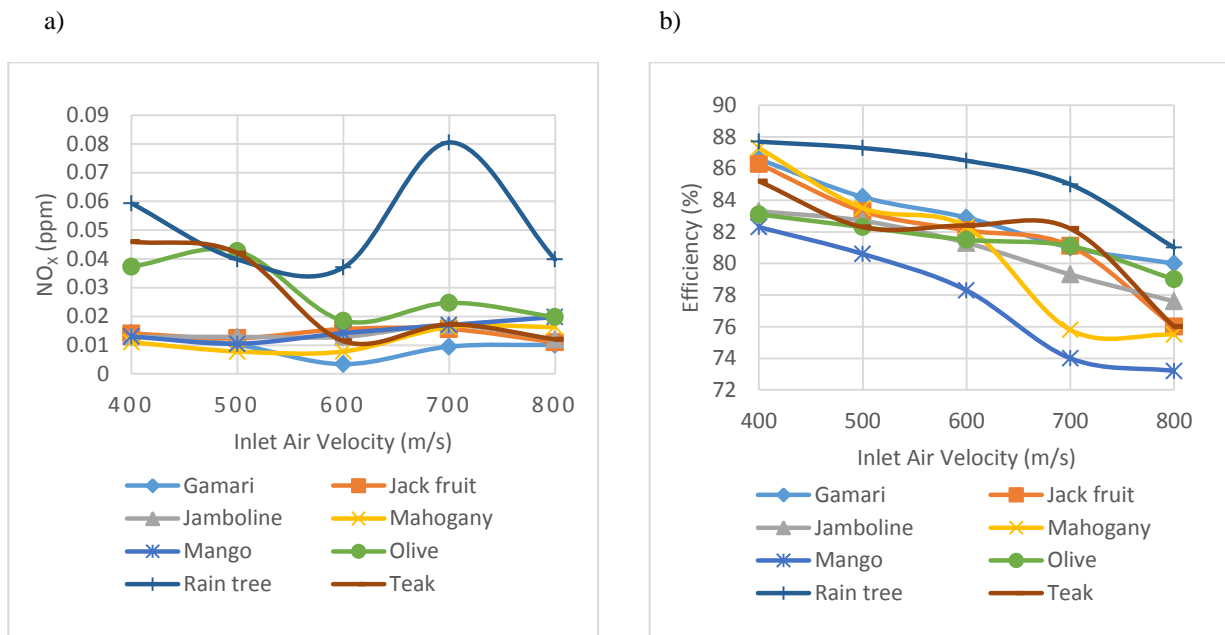 a)
b)
0.09
0.08
0.07
0.06
0.05
0.04
0.03
0.02
0.01
0
NOX (ppm)
400 500 600 700 800
Inlet Air Velocity (m/s)
Gamari Jack fruit
Jamboline Mahogany
Mango Olive
Rain tree Teak
90
88
86
84
82
80
78
76
74
72
Efficiency (%)
400 500 600 700 800
Inlet Air Velocity (m/s)
Gamari Jack fruit
Jamboline Mahogany
Mango Olive
Rain tree Teak